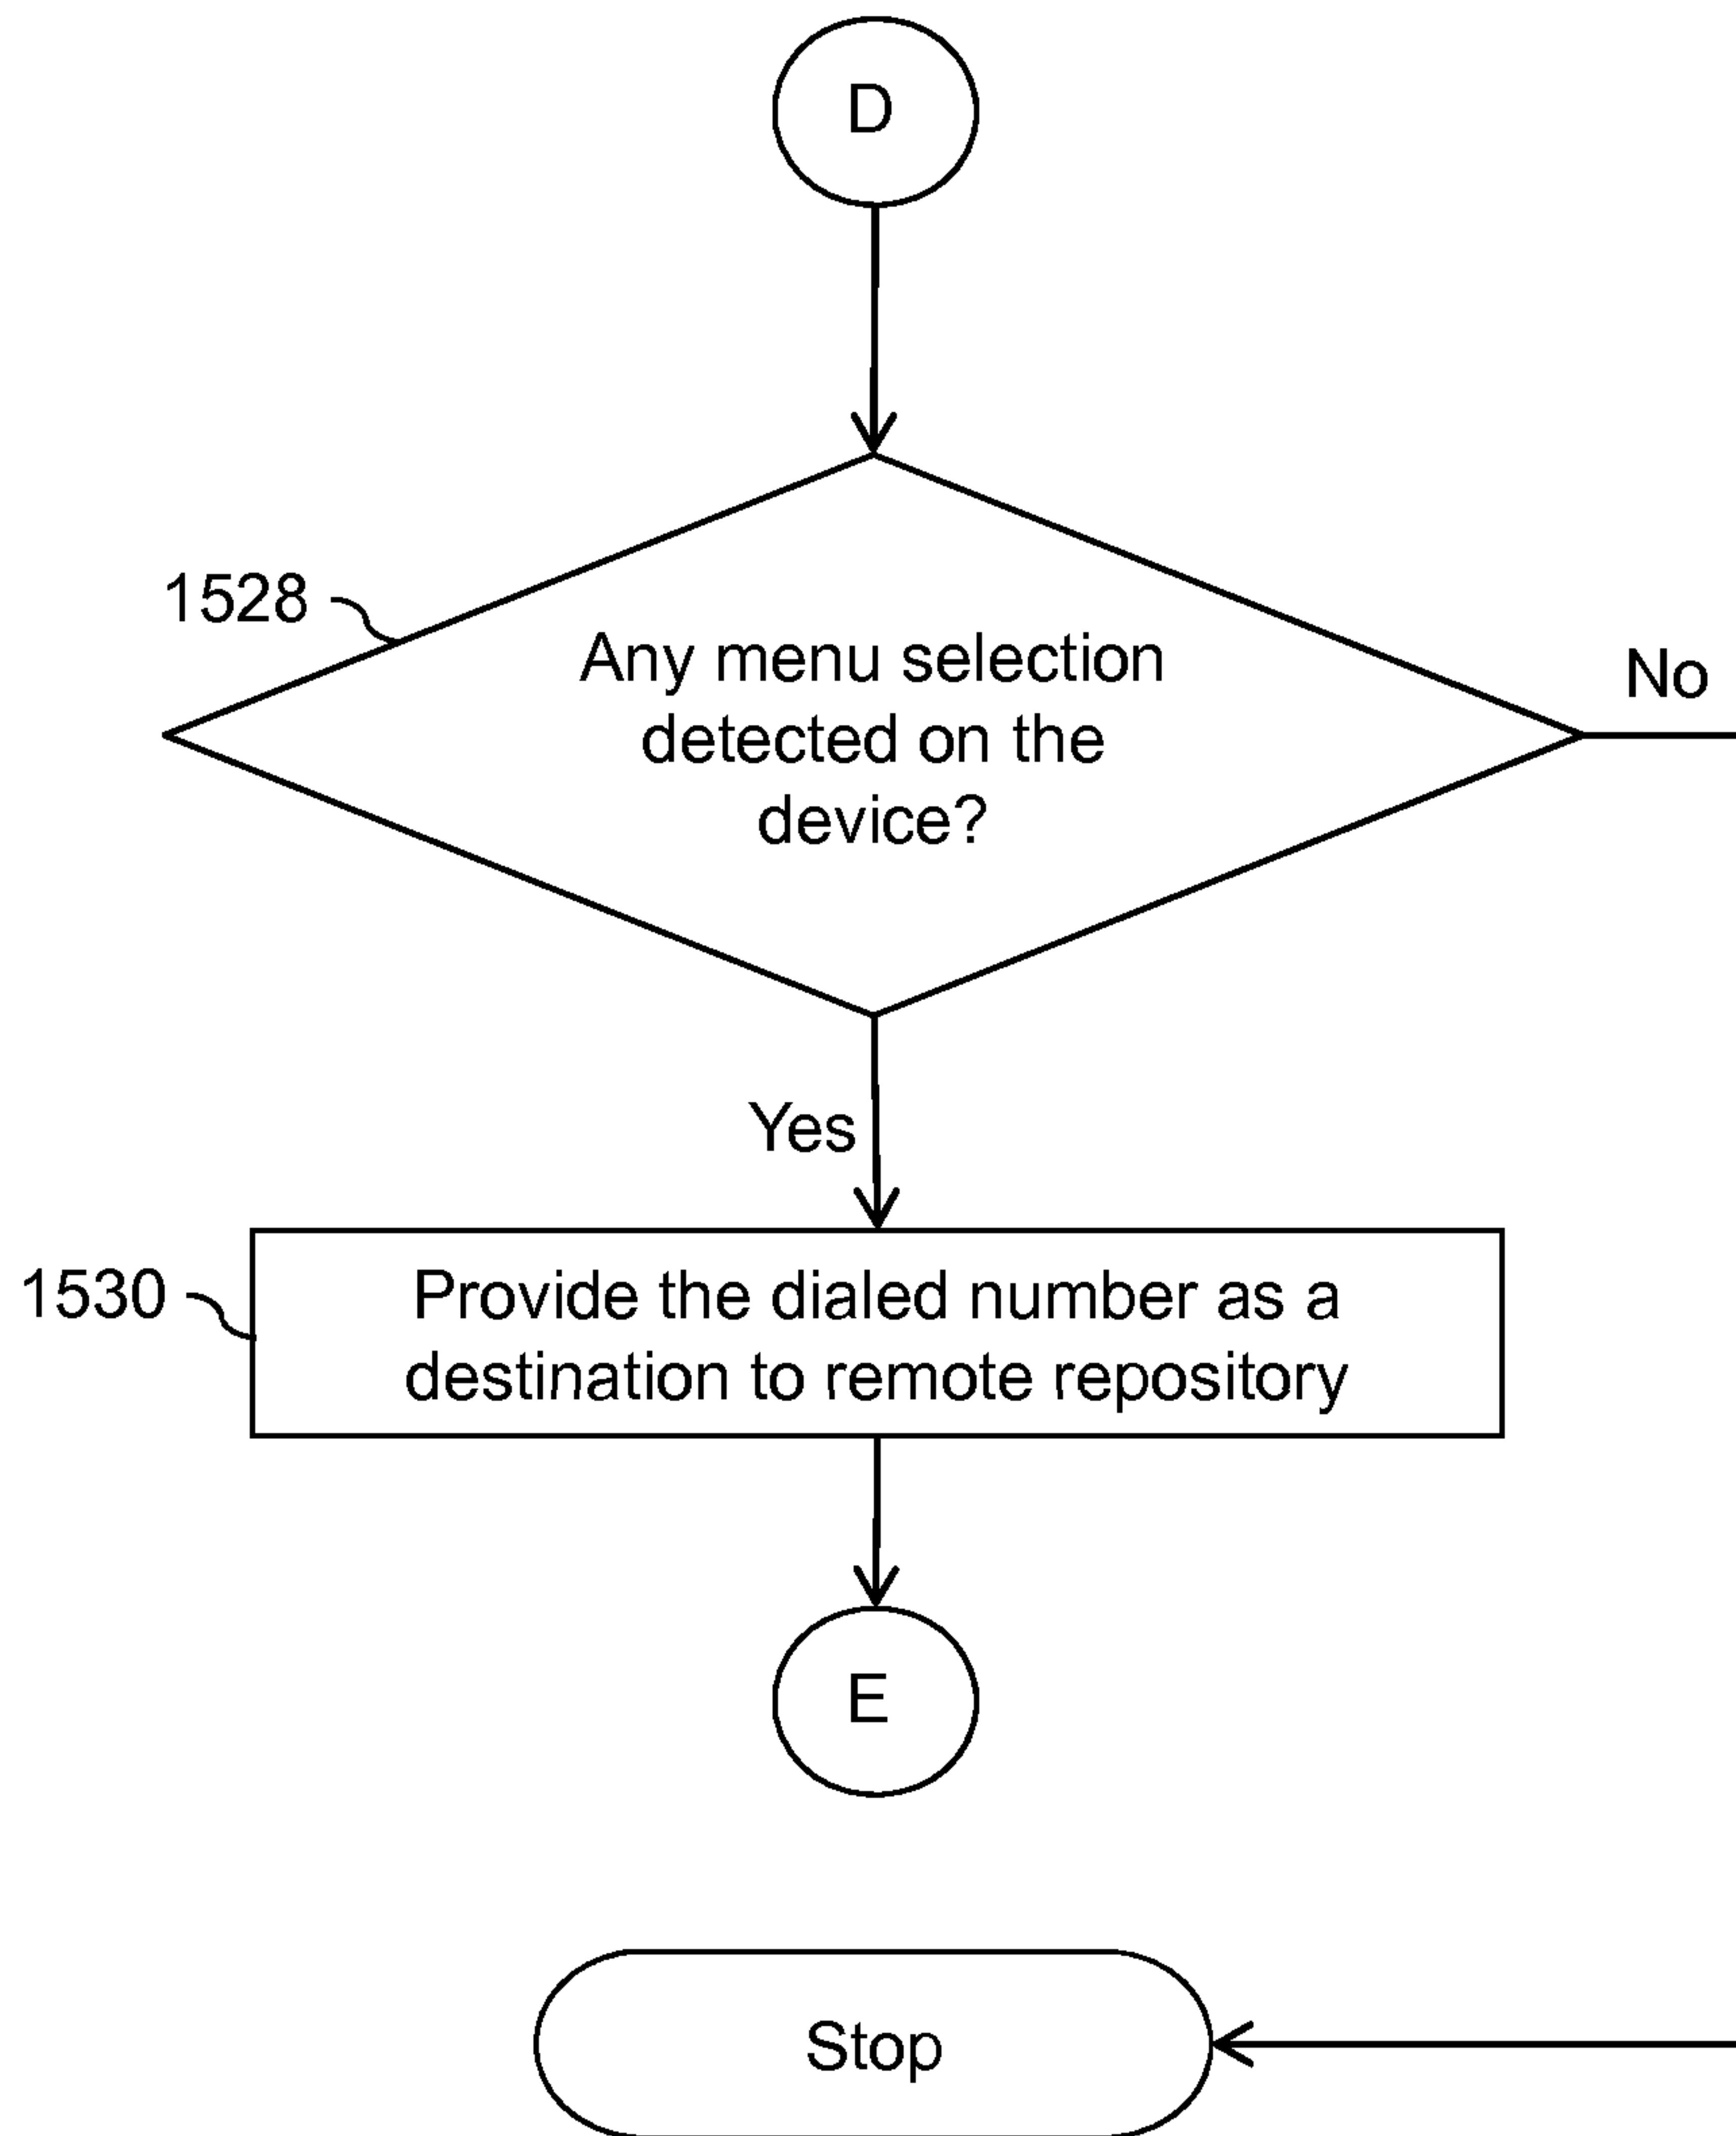 D
1528
Any menu selection
detected on the
device?
No
Yes
1530
Provide the dialed number as a
destination to remote repository
E
Stop